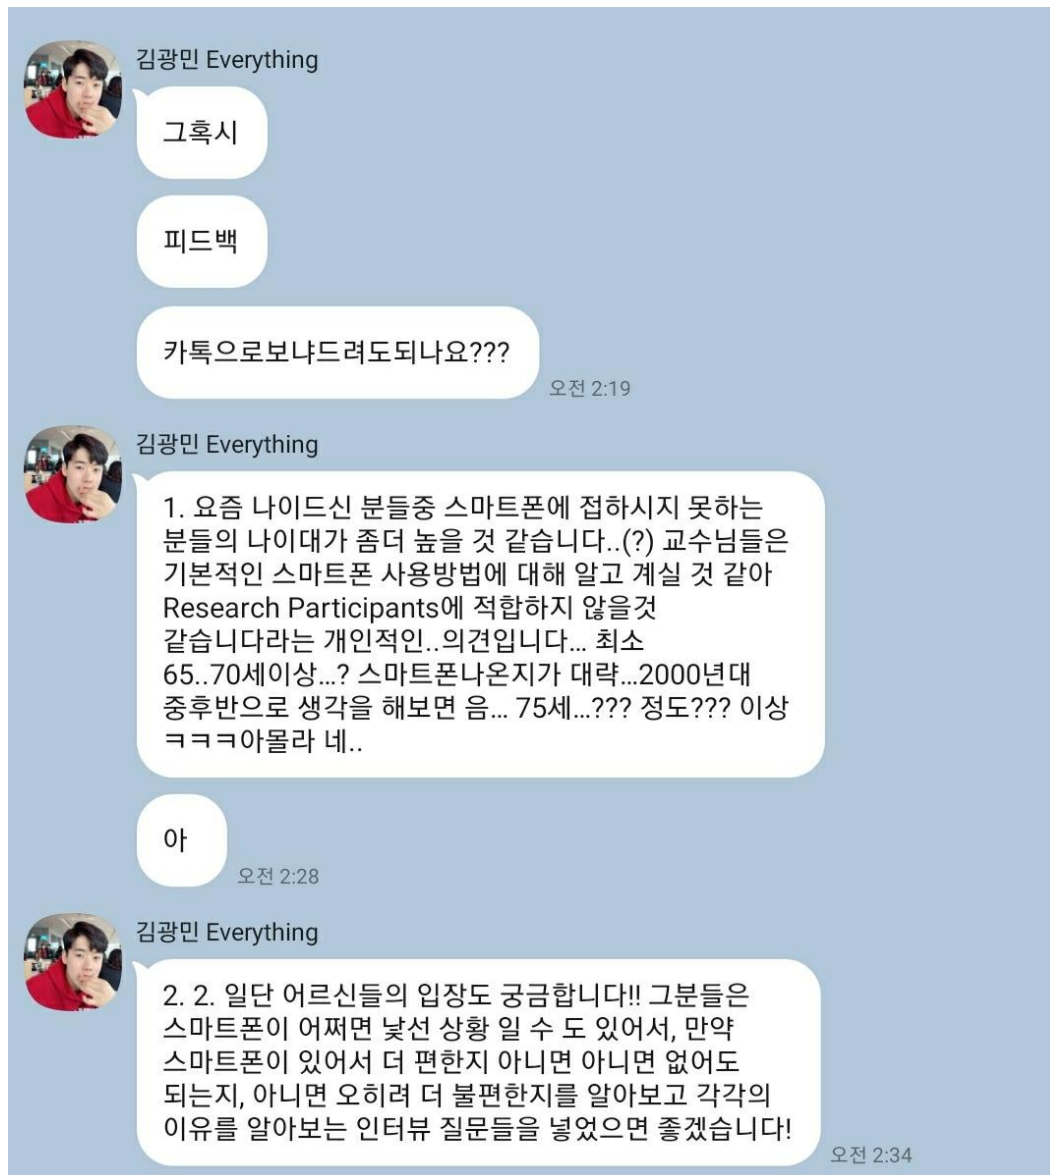 김광민 Everything
그혹시
피드백
카톡으로보냐드려도되나요???
오전 2:19
김광민 Everything
1. 요즘 나이드신 분들중 스마트폰에 접하시지 못하는
분들의 나이대가 좀더 높을 것 같습니다..(?) 교수님들은
기본적인 스마트폰 사용방법에 대해 알고 계실 것 같아
Research Participants에 적합하지 않을것
같습니다라는 개인적인..의견입니다... 최소
65..70세이상...? 스마트폰나온지가 대략...2000년대
중후반으로 생각을 해보면 음... 75세...??? 정도??? 이상
ㅋㅋㅋ아몰라 네..
아
오전 2:28
김광민 Everything
2. 2. 일단 어르신들의 입장도 궁금합니다!! 그분들은
스마트폰이 어쩌면 낯선 상황 일 수 도 있어서, 만약
스마트폰이 있어서 더 편한지 아니면 아니면 없어도
되는지, 아니면 오히려 더 불편한지를 알아보고 각각의
이유를 알아보는 인터뷰 질문들을 넣었으면 좋겠습니다!
오전 2:34